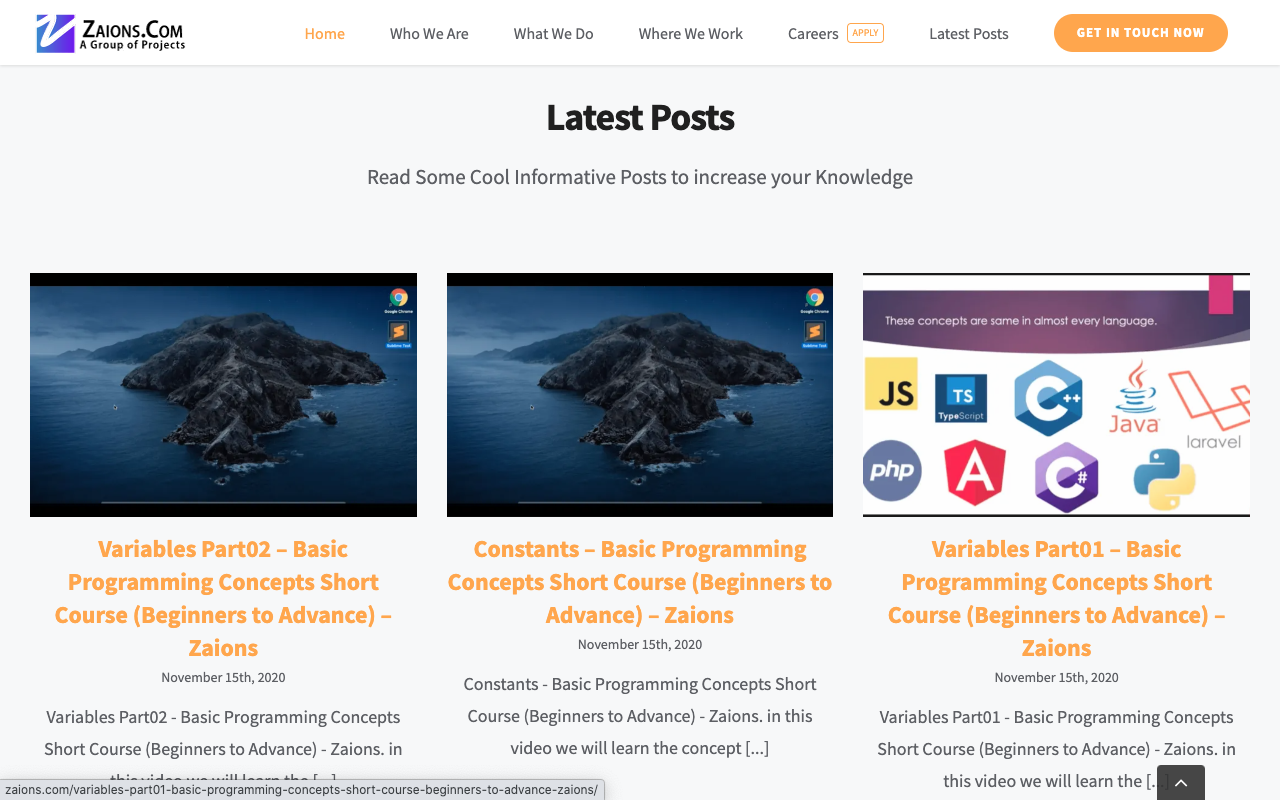 Zaions.Com
A Group of Projects
Home
Who We Are
What We Do
Where We Work
Careers
APPLY
Latest Posts
GET IN TOUCH NOW
Latest Posts
Read Some Cool Informative Posts to increase your Knowledge
Google Chrome
Sublime Text
Google Chrome
Sublime Text
These concepts are same in almost every language.
JS
TS
TypeScript
C++
Java
laravel
php
A
C#
Variables Part02 – Basic
Programming Concepts Short
Course (Beginners to Advance) –
Zaions
November 15th, 2020
Variables Part02 - Basic Programming Concepts
Short Course (Beginners to Advance) - Zaions. in
this video we will learn the [...]
Constants – Basic Programming
Concepts Short Course (Beginners to
Advance) – Zaions
November 15th, 2020
Constants - Basic Programming Concepts Short
Course (Beginners to Advance) - Zaions. in this
video we will learn the concept [...]
Variables Part01 – Basic
Programming Concepts Short
Course (Beginners to Advance) –
Zaions
November 15th, 2020
Variables Part01 - Basic Programming Concepts
Short Course (Beginners to Advance) - Zaions. in
this video we will learn the [...]
zaions.com/variables-part01-basic-programming-concepts-short-course-beginners-to-advance-zaions/